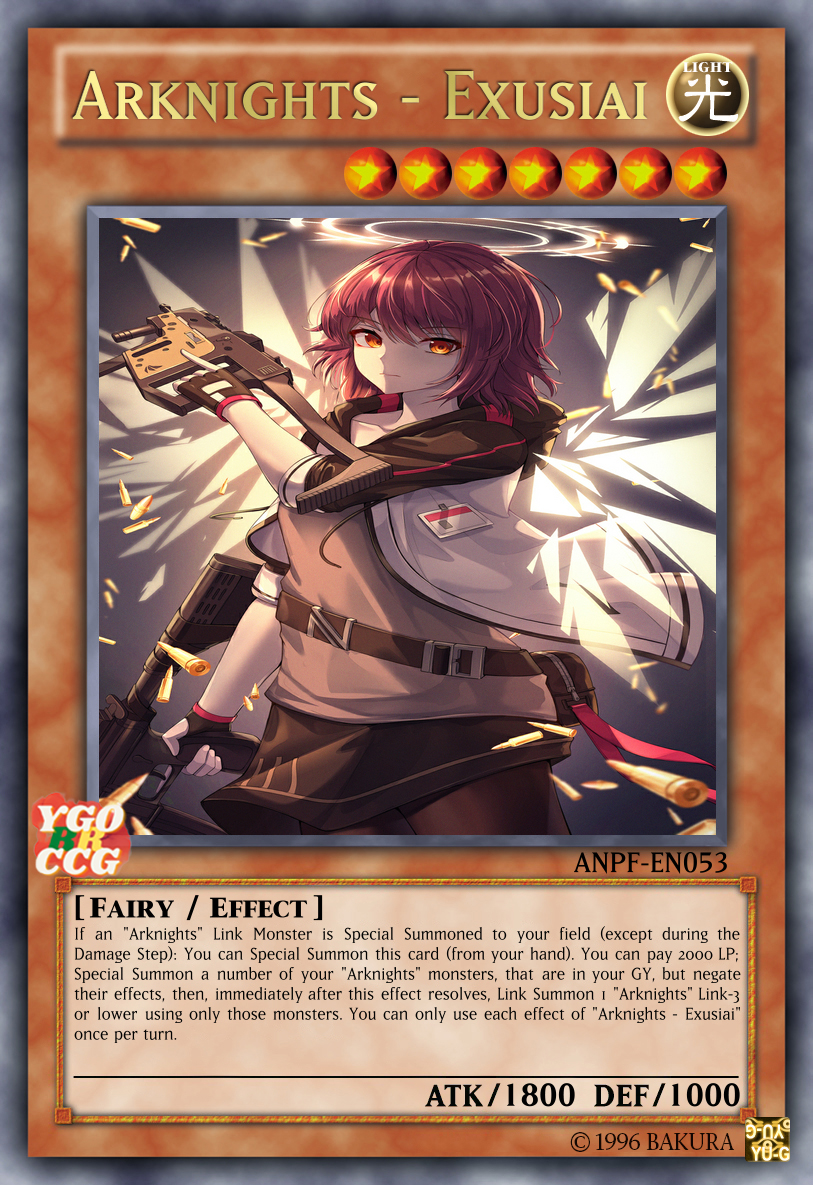 Arknights - Exusiai
LIGHT
光
YGO
RR
CCG
ANPF-EN053
[ Fairy / Effect ]
If an "Arknights" Link Monster is Special Summoned to your field (except during the
Damage Step): You can Special Summon this card (from your hand). You can pay 2000 LP;
Special Summon a number of your "Arknights" monsters, that are in your GY, but negate
their effects, then, immediately after this effect resolves, Link Summon 1 "Arknights" Link-3
or lower using only those monsters. You can only use each effect of "Arknights - Exusiai"
once per turn.
ATK/1800 DEF/1000
© 1996 BAKURA
YU-G
YU-G